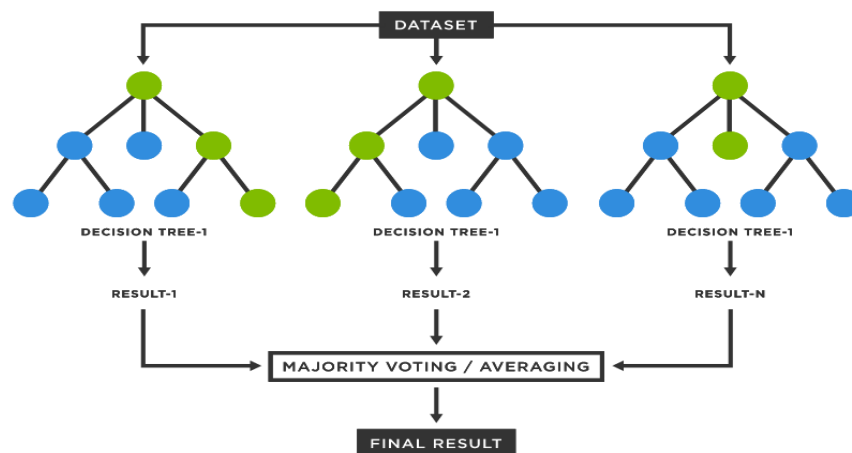 DATASET
DECISION TREE-1
DECISION TREE-1
DECISION TREE-1
RESULT-1
RESULT-2
RESULT-N
MAJORITY VOTING / AVERAGING
FINAL RESULT